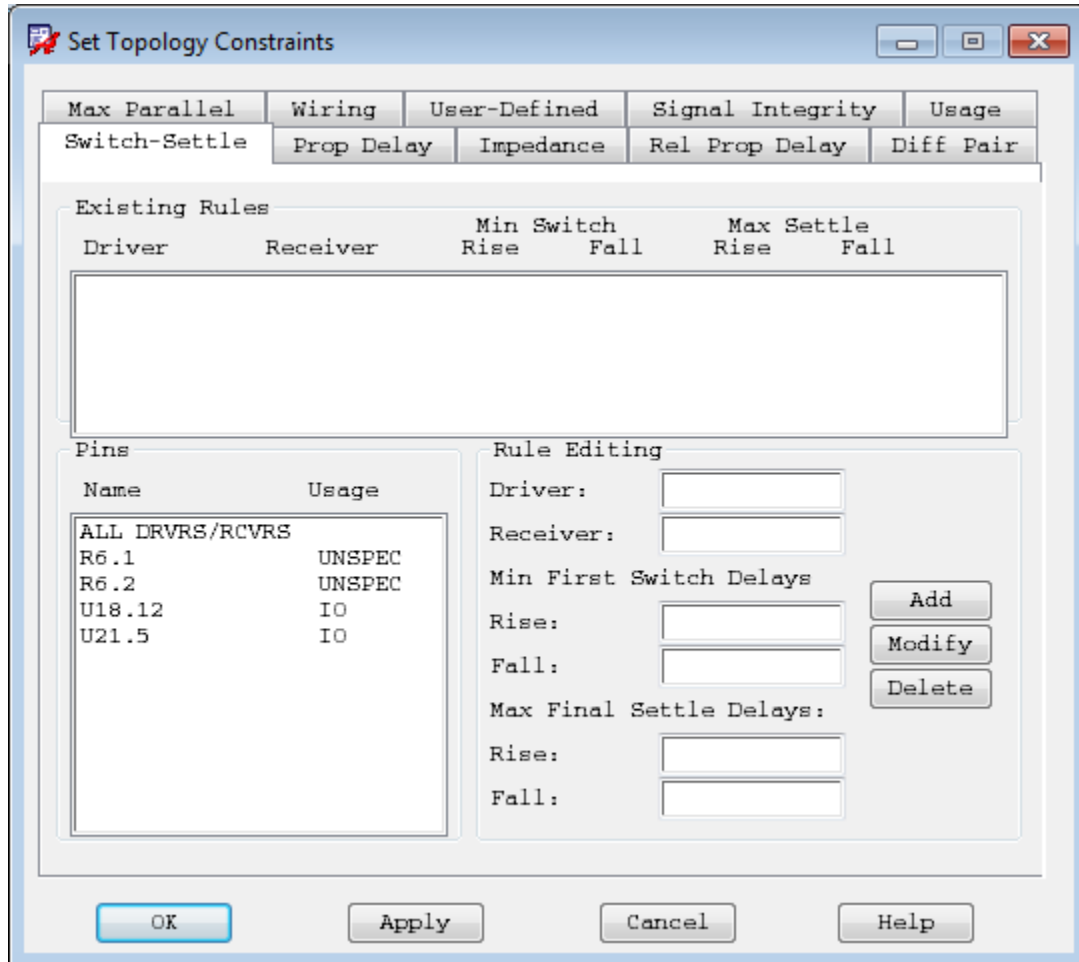 Set Topology Constraints
Max Parallel Wiring User-Defined Signal Integrity Usage
Switch-Settle Prop Delay Impedance Rel Prop Delay Diff Pair
Existing Rules
Min Switch Max Settle
Driver Receiver Rise Fall Rise Fall
Pins
Name Usage
ALL DRVRS/RCVRS
R6.1 UNSPEC
R6.2 UNSPEC
U18.12 IO
U21.5 IO
Rule Editing
Driver:
Receiver:
Min First Switch Delays
Rise:
Fall:
Max Final Settle Delays:
Rise:
Fall:
Add
Modify
Delete
OK Apply Cancel Help